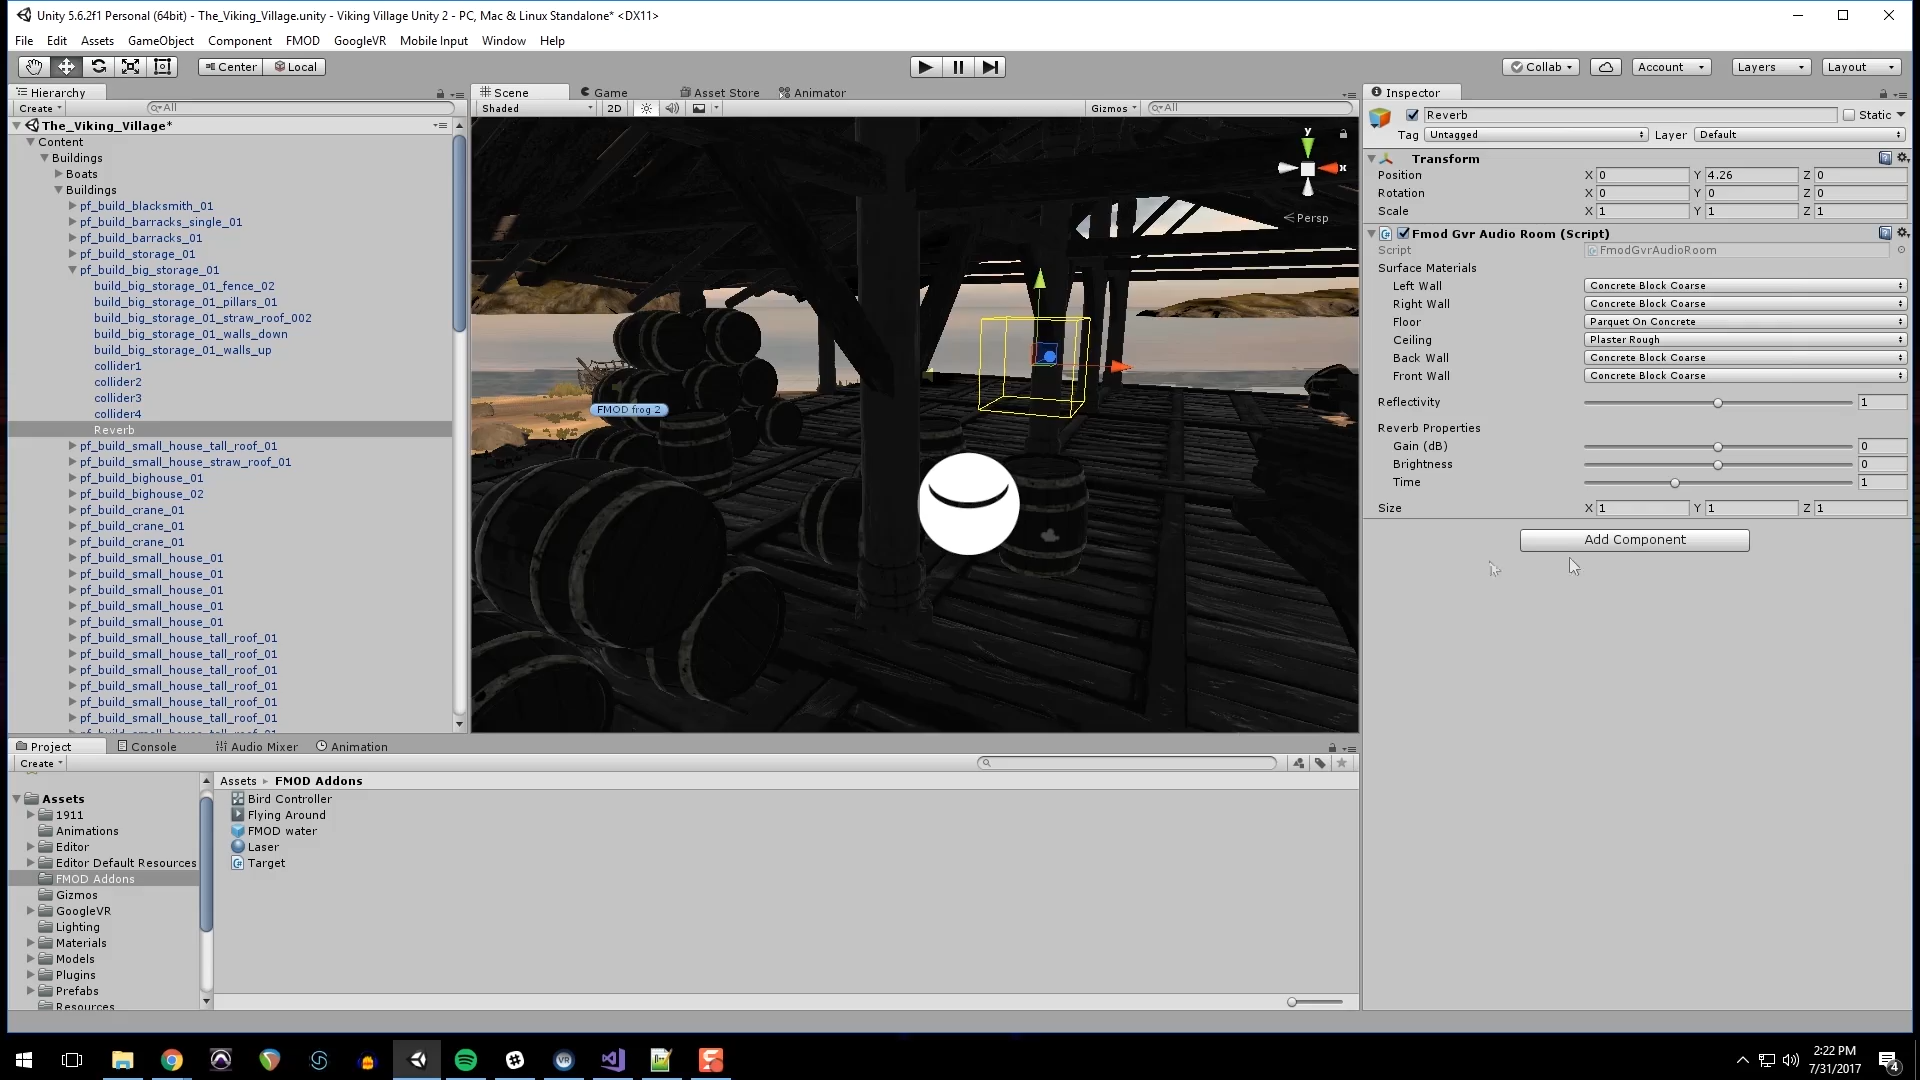 Unity 5.6.2f1 Personal (64bit) - The_Viking_Village.unity - Viking Village Unity 2 - PC, Mac & Linux Standalone* <DX11>
File Edit Assets GameObject Component FMOD GoogleVR Mobile Input Window Help
Center Local Collab Account Layers Layout
Hierarchy Scene Game Asset Store Animator Inspector
Create All Shaded 2D Gizmos All
Reverb Static
Tag Untagged Layer Default
The_Viking_Village*
Content
Buildings
Boats
Buildings
pf_build_blacksmith_01
pf_build_barracks_single_01
pf_build_barracks_01
pf_build_storage_01
pf_build_big_storage_01
build_big_storage_01_fence_02
build_big_storage_01_pillars_01
build_big_storage_01_straw_roof_002
build_big_storage_01_walls_down
build_big_storage_01_walls_up
collider1
collider2
collider3
collider4
Reverb
pf_build_small_house_tall_roof_01
pf_build_small_house_straw_roof_01
pf_build_bighouse_01
pf_build_bighouse_02
pf_build_crane_01
pf_build_crane_01
pf_build_crane_01
pf_build_small_house_01
pf_build_small_house_01
pf_build_small_house_01
pf_build_small_house_01
pf_build_small_house_01
pf_build_small_house_tall_roof_01
pf_build_small_house_tall_roof_01
pf_build_small_house_tall_roof_01
pf_build_small_house_tall_roof_01
pf_build_small_house_tall_roof_01
pf_build_small_house_tall_roof_01
y
x
Persp
FMOD frog 2
Transform
Position X 0 Y 4.26 Z 0
Rotation X 0 Y 0 Z 0
Scale X 1 Y 1 Z 1
Fmod Gvr Audio Room (Script)
Script FmodGvrAudioRoom
Surface Materials
Left Wall Concrete Block Coarse
Right Wall Concrete Block Coarse
Floor Parquet On Concrete
Ceiling Plaster Rough
Back Wall Concrete Block Coarse
Front Wall Concrete Block Coarse
Reflectivity 1
Reverb Properties
Gain (dB) 0
Brightness 0
Time 1
Size X 1 Y 1 Z 1
Add Component
Project Console Audio Mixer Animation
Create
Assets
1911
Animations
Editor
Editor Default Resources
FMOD Addons
Gizmos
GoogleVR
Lighting
Materials
Models
Plugins
Prefabs
Resources
Assets FMOD Addons
Bird Controller
Flying Around
FMOD water
Laser
Target
2:22 PM
7/31/2017
4